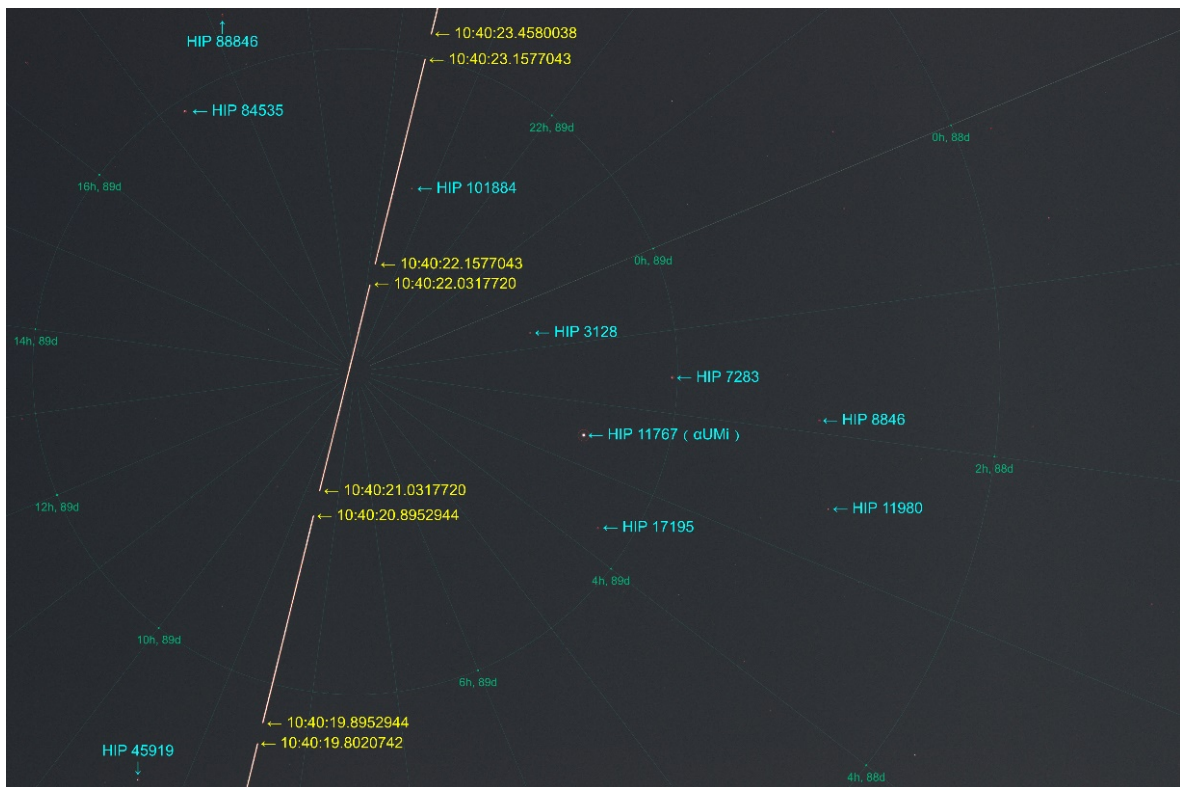 ← 10:40:23.4580038
↑
HIP 88846
← 10:40:23.1577043
← HIP 84535
22h, 89d
0h, 88d
16h, 89d
← HIP 101884
0h, 89d
← 10:40:22.1577043
← 10:40:22.0317720
14h, 89d
← HIP 3128
← HIP 7283
← HIP 8846
← HIP 11767 ( αUMi )
2h, 88d
← 10:40:21.0317720
12h, 89d
← HIP 11980
← 10:40:20.8952944
← HIP 17195
4h, 89d
10h, 89d
6h, 89d
← 10:40:19.8952944
← 10:40:19.8020742
HIP 45919
↓
4h, 88d